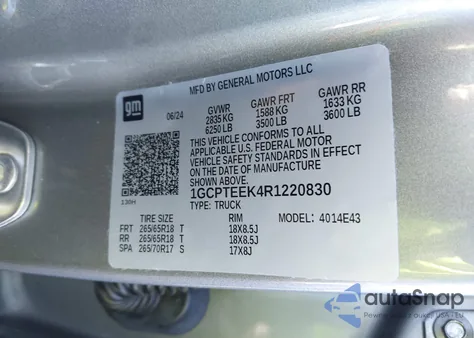 MFD BY GENERAL MOTORS LLC
gm
06/24
GVWR GAWR FRT GAWR RR
2835 KG 1588 KG 1633 KG
6250 LB 3500 LB 3600 LB
THIS VEHICLE CONFORMS TO ALL
APPLICABLE U.S. FEDERAL MOTOR
VEHICLE SAFETY STANDARDS IN EFFECT
ON THE DATE OF MANUFACTURE
SHOWN ABOVE.
1GCPTEEK4R1220830
TYPE: TRUCK
130H
TIRE SIZE RIM MODEL: 4O14E43
FRT 265/65R18 T 18X8.5J
RR 265/65R18 T 18X8.5J
SPA 265/70R17 S 17X8J
autoSnap